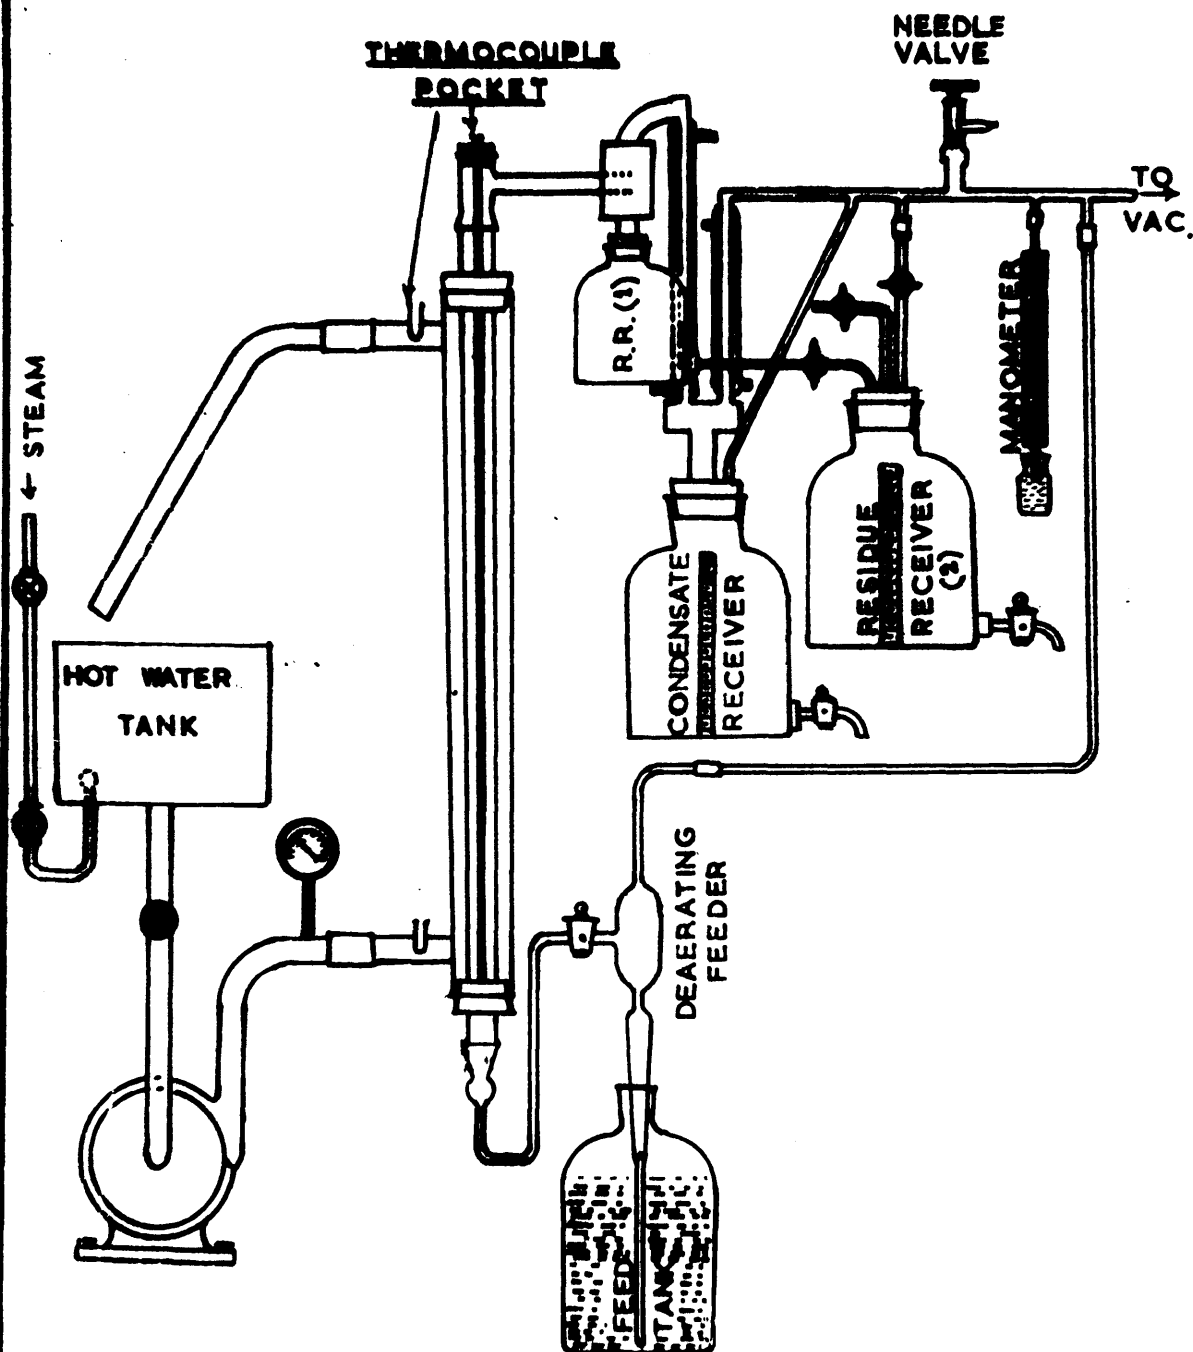 NEEDLE
VALVE
THERMOCOUPLE
POCKET
TO
VAC.
R.R.(1)
MANOMETER
← STEAM
RESIDUE
RECEIVER
(2)
CONDENSATE
RECEIVER
HOT WATER
TANK
DEAERATING
FEEDER
FEED
TANK